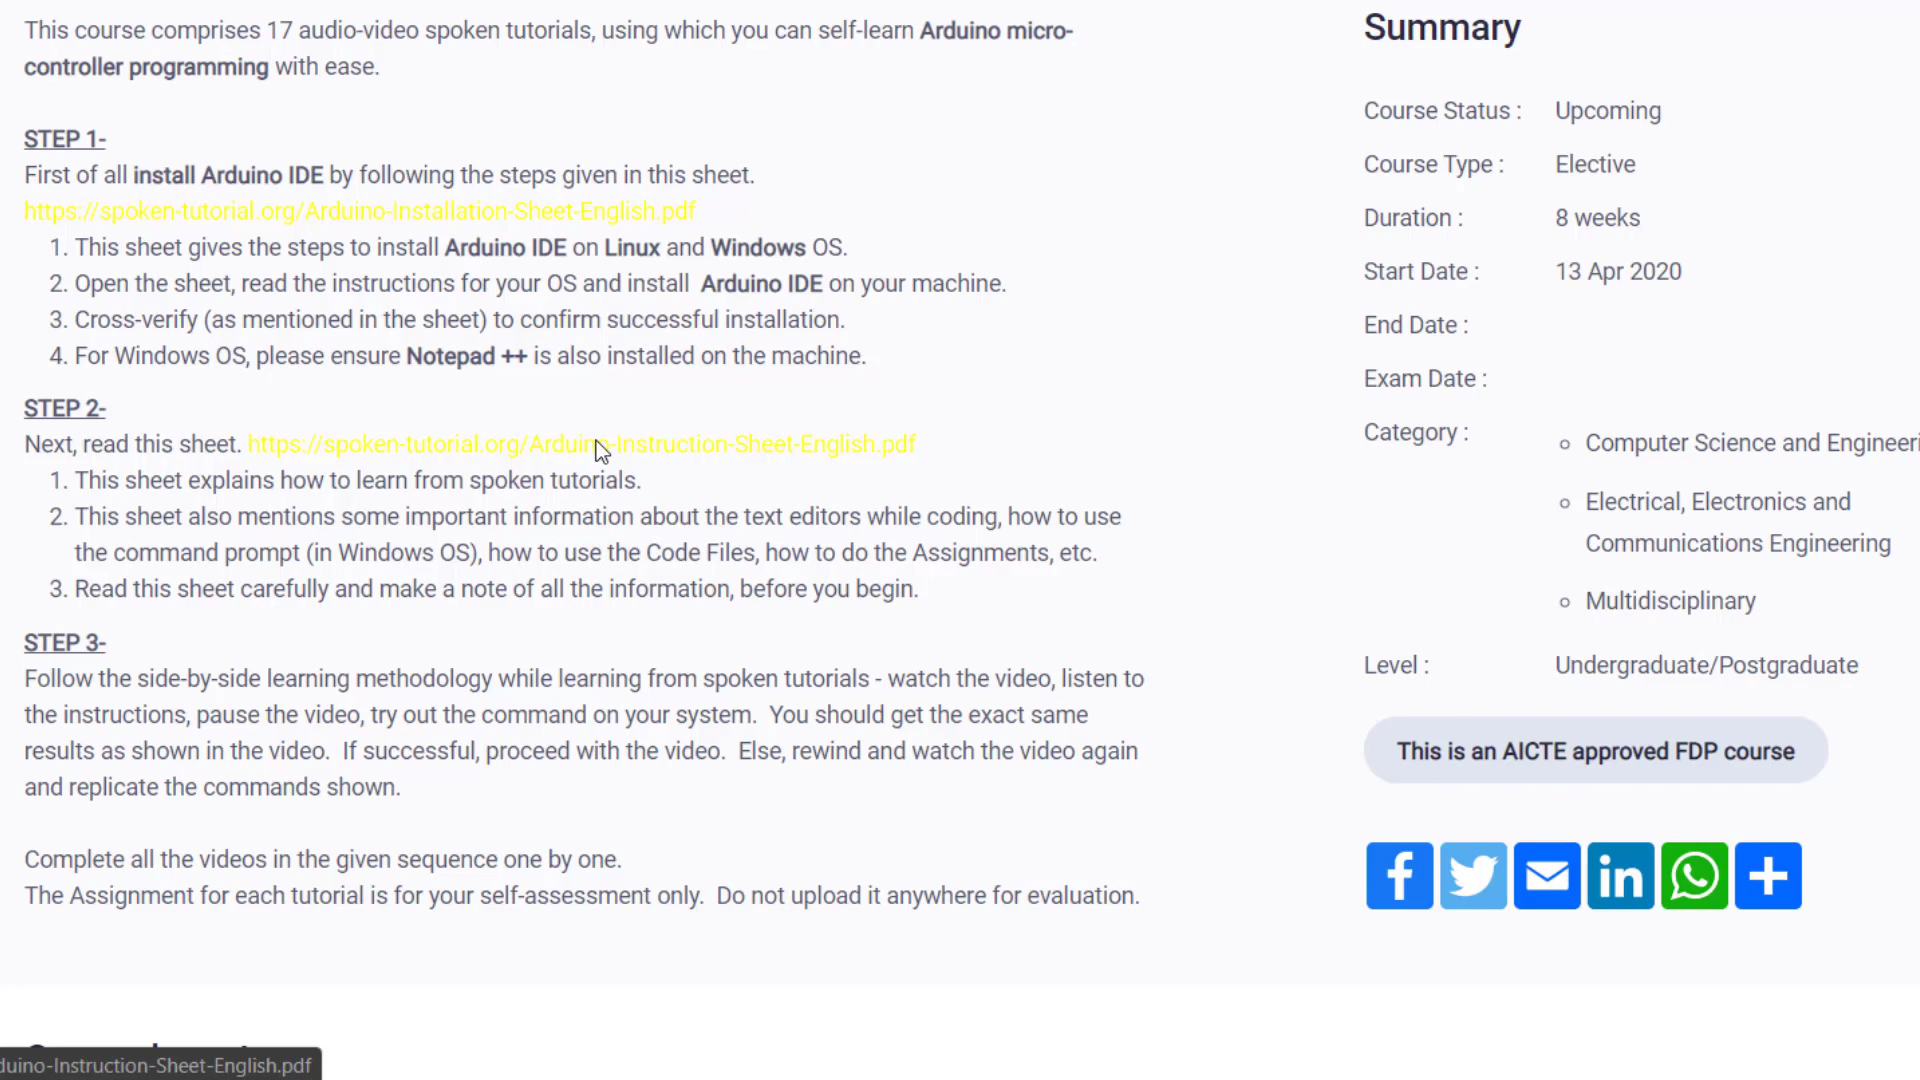 This course comprises 17 audio-video spoken tutorials, using which you can self-learn Arduino micro-
controller programming with ease.
STEP 1-
First of all install Arduino IDE by following the steps given in this sheet.
https://spoken-tutorial.org/Arduino-Installation-Sheet-English.pdf
1. This sheet gives the steps to install Arduino IDE on Linux and Windows OS.
2. Open the sheet, read the instructions for your OS and install  Arduino IDE on your machine.
3. Cross-verify (as mentioned in the sheet) to confirm successful installation.
4. For Windows OS, please ensure Notepad ++ is also installed on the machine.
STEP 2-
Next, read this sheet. https://spoken-tutorial.org/Arduino-Instruction-Sheet-English.pdf
1. This sheet explains how to learn from spoken tutorials.
2. This sheet also mentions some important information about the text editors while coding, how to use
the command prompt (in Windows OS), how to use the Code Files, how to do the Assignments, etc.
3. Read this sheet carefully and make a note of all the information, before you begin.
STEP 3-
Follow the side-by-side learning methodology while learning from spoken tutorials - watch the video, listen to
the instructions, pause the video, try out the command on your system.  You should get the exact same
results as shown in the video.  If successful, proceed with the video.  Else, rewind and watch the video again
and replicate the commands shown.
Complete all the videos in the given sequence one by one.
The Assignment for each tutorial is for your self-assessment only.  Do not upload it anywhere for evaluation.
Summary
Course Status : Upcoming
Course Type : Elective
Duration : 8 weeks
Start Date : 13 Apr 2020
End Date :
Exam Date :
Category :
Computer Science and Engineeri
Electrical, Electronics and
Communications Engineering
Multidisciplinary
Level : Undergraduate/Postgraduate
This is an AICTE approved FDP course
duino-Instruction-Sheet-English.pdf